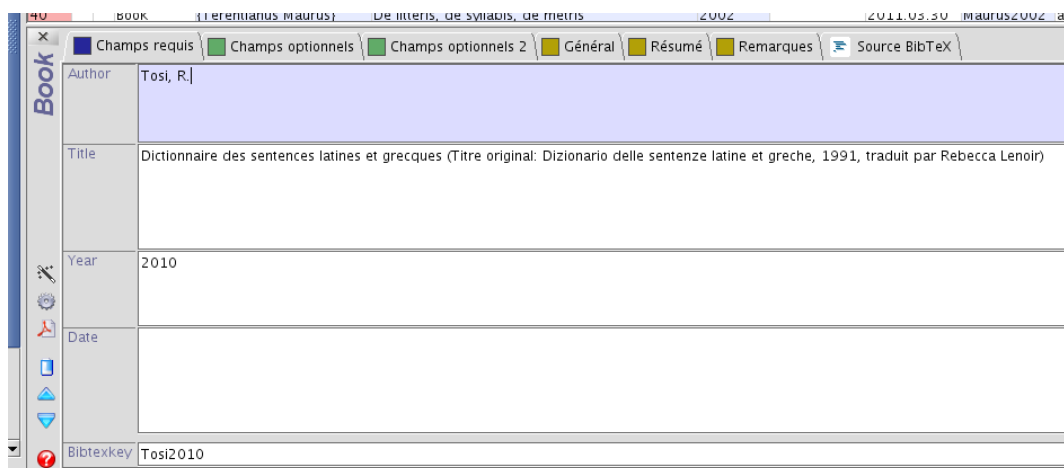 40 Book {Terentianus Maurus} De litteris, de syllabis, de metris 2002 2011.03.30 Maurus2002
Champs requis Champs optionnels Champs optionnels 2 Général Résumé Remarques Source BibTeX
Book
Author Tosi, R.
Title Dictionnaire des sentences latines et grecques (Titre original: Dizionario delle sentenze latine et greche, 1991, traduit par Rebecca Lenoir)
Year 2010
Date
Bibtexkey Tosi2010